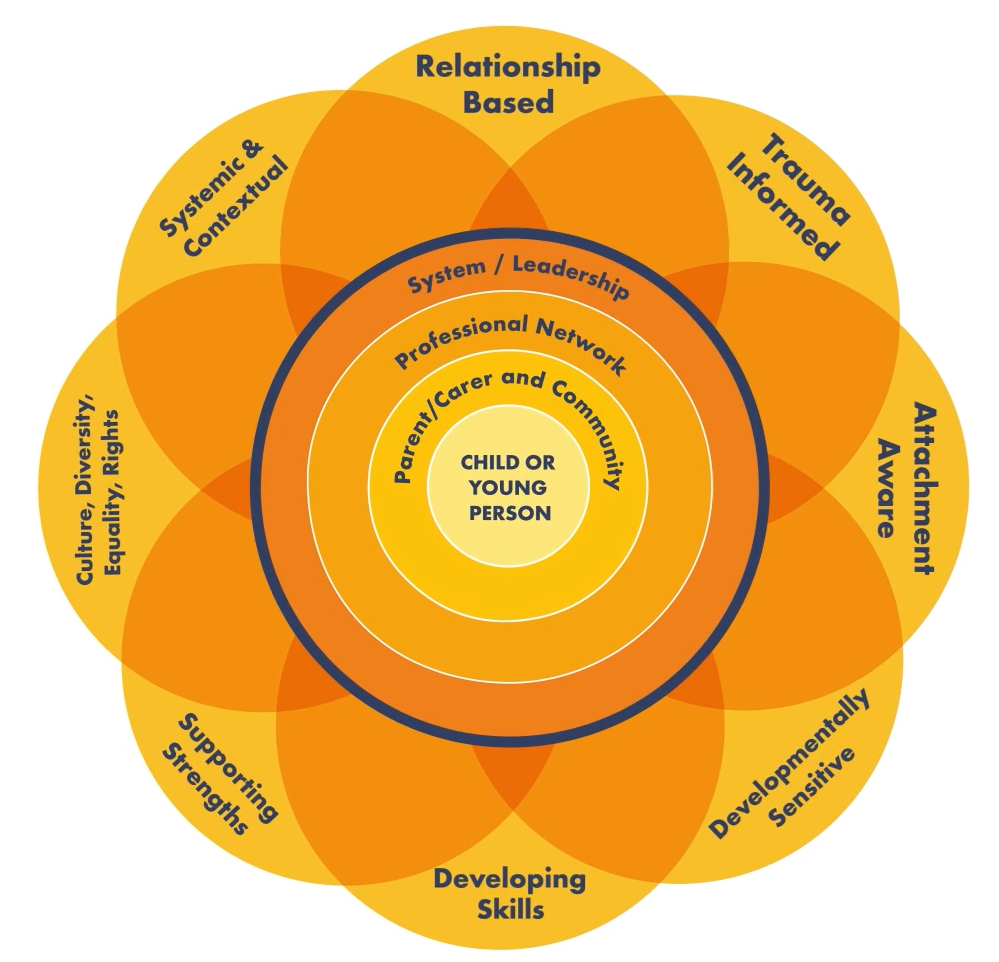 Relationship
Based
Trauma
Informed
Attachment
Aware
Developmentally
Sensitive
Developing
Skills
Supporting
Strengths
Culture, Diversity,
Equality, Rights
Systemic &
Contextual
System / Leadership
Professional Network
Parent/Carer and Community
CHILD OR
YOUNG
PERSON